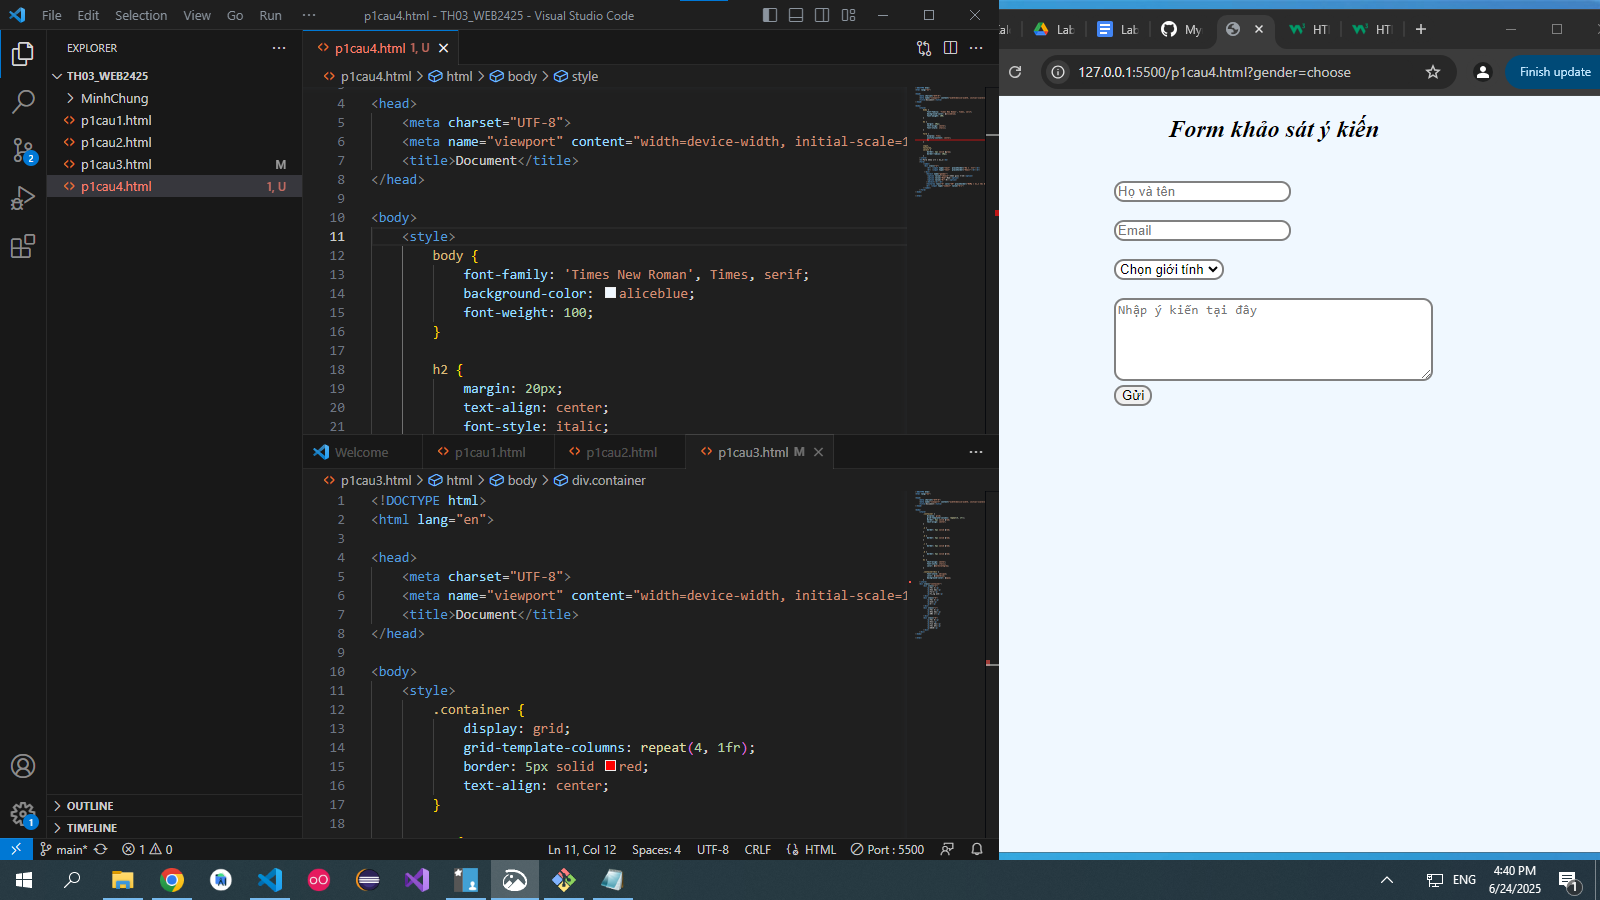 File Edit Selection View Go Run ··· p1cau4.html - TH03_WEB2425 - Visual Studio Code
EXPLORER
TH03_WEB2425
MinhChung
p1cau1.html
p1cau2.html
p1cau3.html M
p1cau4.html 1, U
OUTLINE
TIMELINE
p1cau4.html 1, U
p1cau4.html > html > body > style
4 <head>
5 <meta charset="UTF-8">
6 <meta name="viewport" content="width=device-width, initial-scale=1
7 <title>Document</title>
8 </head>
9
10 <body>
11 <style>
12 body {
13 font-family: 'Times New Roman', Times, serif;
14 background-color: aliceblue;
15 font-weight: 100;
16 }
17
18 h2 {
19 margin: 20px;
20 text-align: center;
21 font-style: italic;
Welcome p1cau1.html p1cau2.html p1cau3.html M
p1cau3.html > html > body > div.container
1 <!DOCTYPE html>
2 <html lang="en">
3
4 <head>
5 <meta charset="UTF-8">
6 <meta name="viewport" content="width=device-width, initial-scale=1
7 <title>Document</title>
8 </head>
9
10 <body>
11 <style>
12 .container {
13 display: grid;
14 grid-template-columns: repeat(4, 1fr);
15 border: 5px solid red;
16 text-align: center;
17 }
18
main* 1 0 Ln 11, Col 12 Spaces: 4 UTF-8 CRLF HTML Port : 5500
Lab Lab My HT HT
127.0.0.1:5500/p1cau4.html?gender=choose Finish update
Form khảo sát ý kiến
Họ và tên
Email
Chọn giới tính
Nhập ý kiến tại đây
Gửi
ENG 4:40 PM
6/24/2025